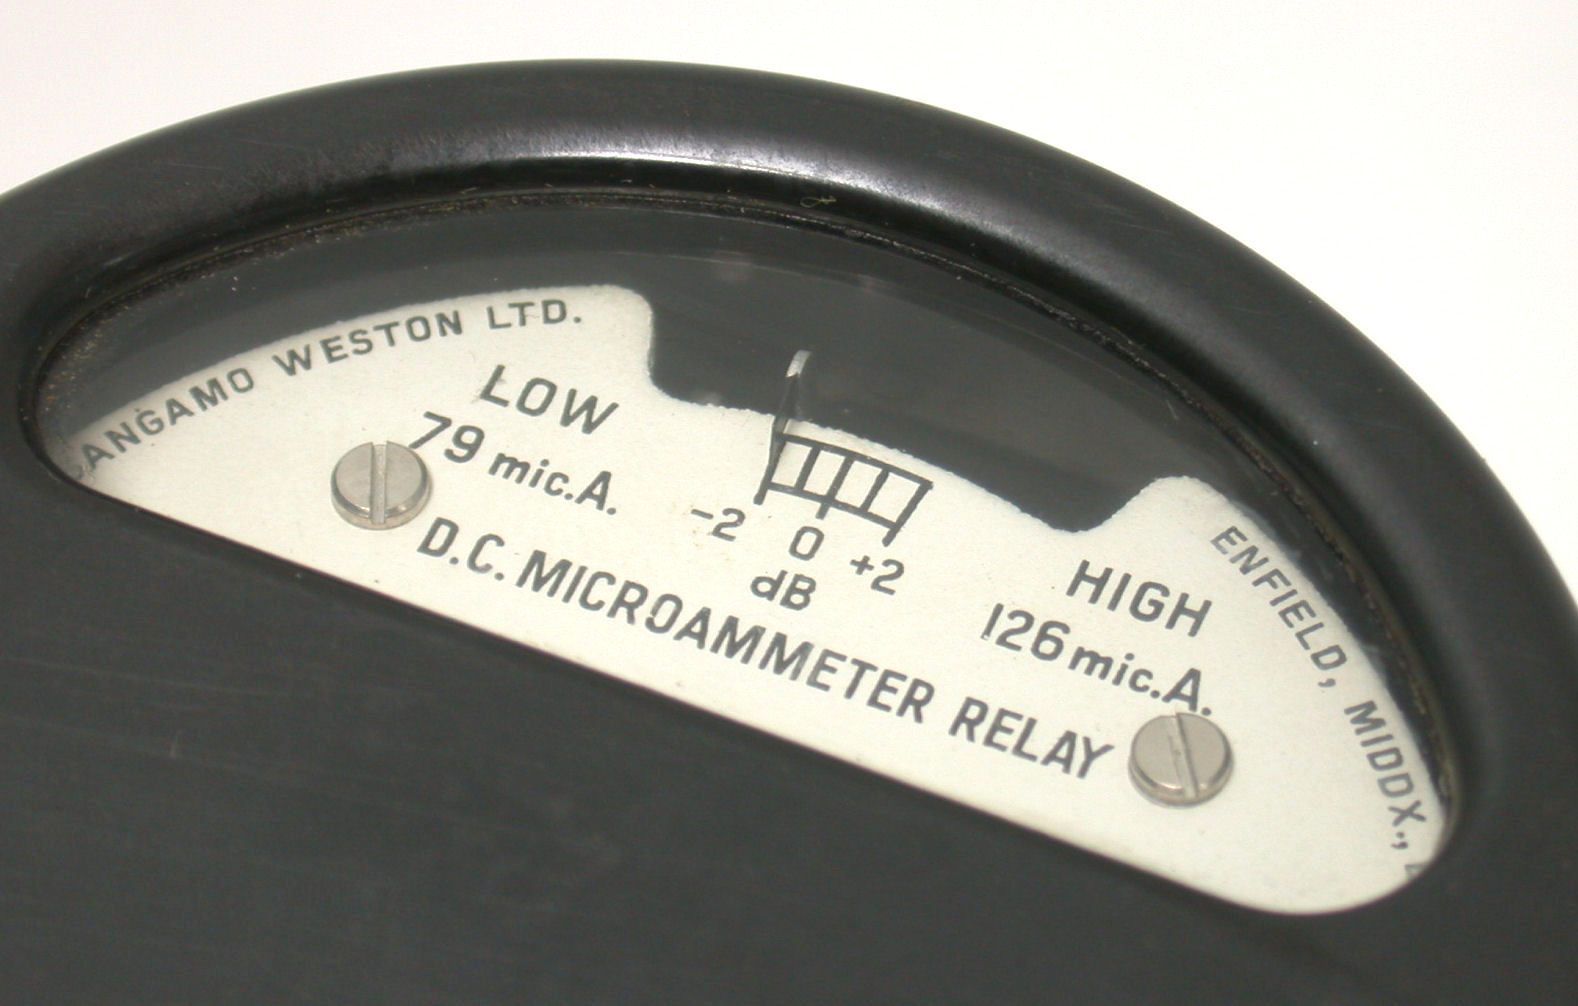 ANGAMO WESTON LTD.
LOW
79 mic.A.
-2 0 +2
dB
HIGH
126 mic.A.
D.C. MICROAMMETER RELAY
ENFIELD, MIDDX.,